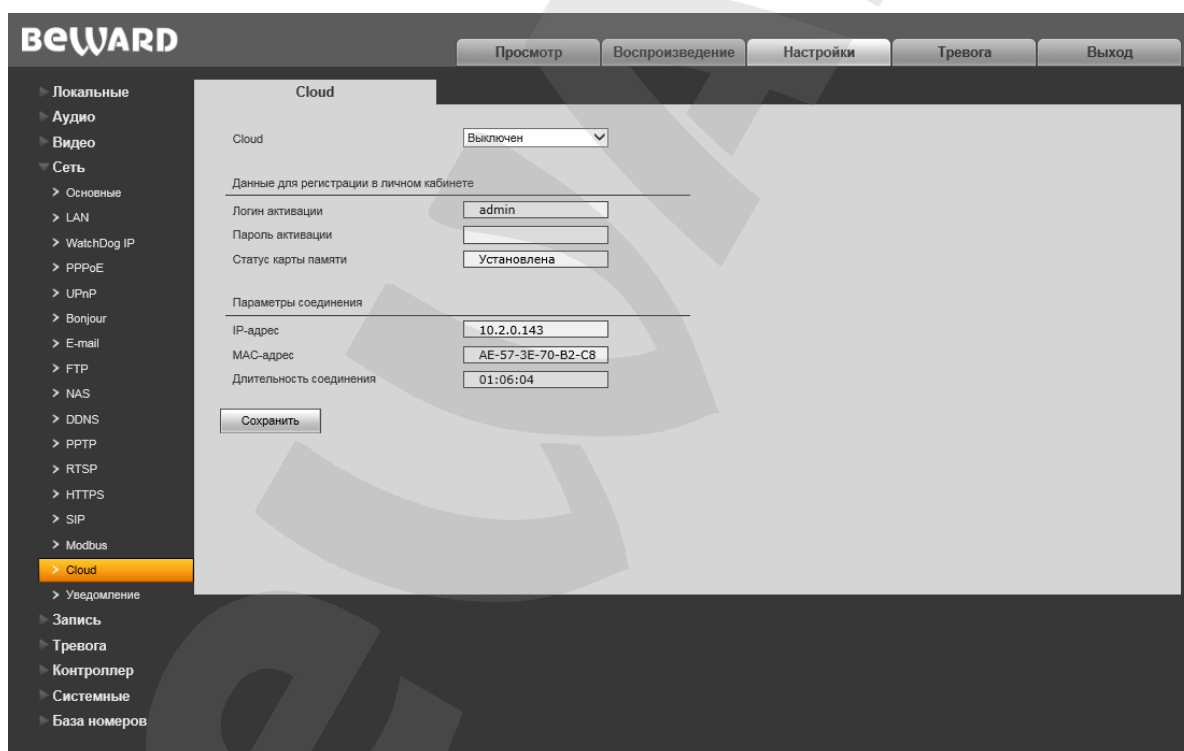 BEWARD
Просмотр
Воспроизведение
Настройки
Тревога
Выход
Локальные
Аудио
Видео
Сеть
Основные
LAN
WatchDog IP
PPPoE
UPnP
Bonjour
E-mail
FTP
NAS
DDNS
PPTP
RTSP
HTTPS
SIP
Modbus
Cloud
Уведомление
Запись
Тревога
Контроллер
Системные
База номеров
Cloud
Cloud Выключен
Данные для регистрации в личном кабинете
Логин активации admin
Пароль активации
Статус карты памяти Установлена
Параметры соединения
IP-адрес 10.2.0.143
MAC-адрес AE-57-3E-70-B2-C8
Длительность соединения 01:06:04
Сохранить